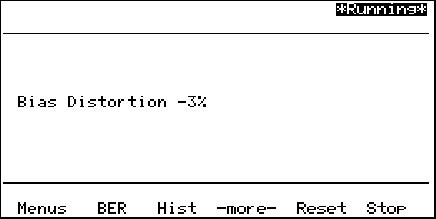 *Running*
Bias Distortion -3%
Menus BER Hist -more- Reset Stop